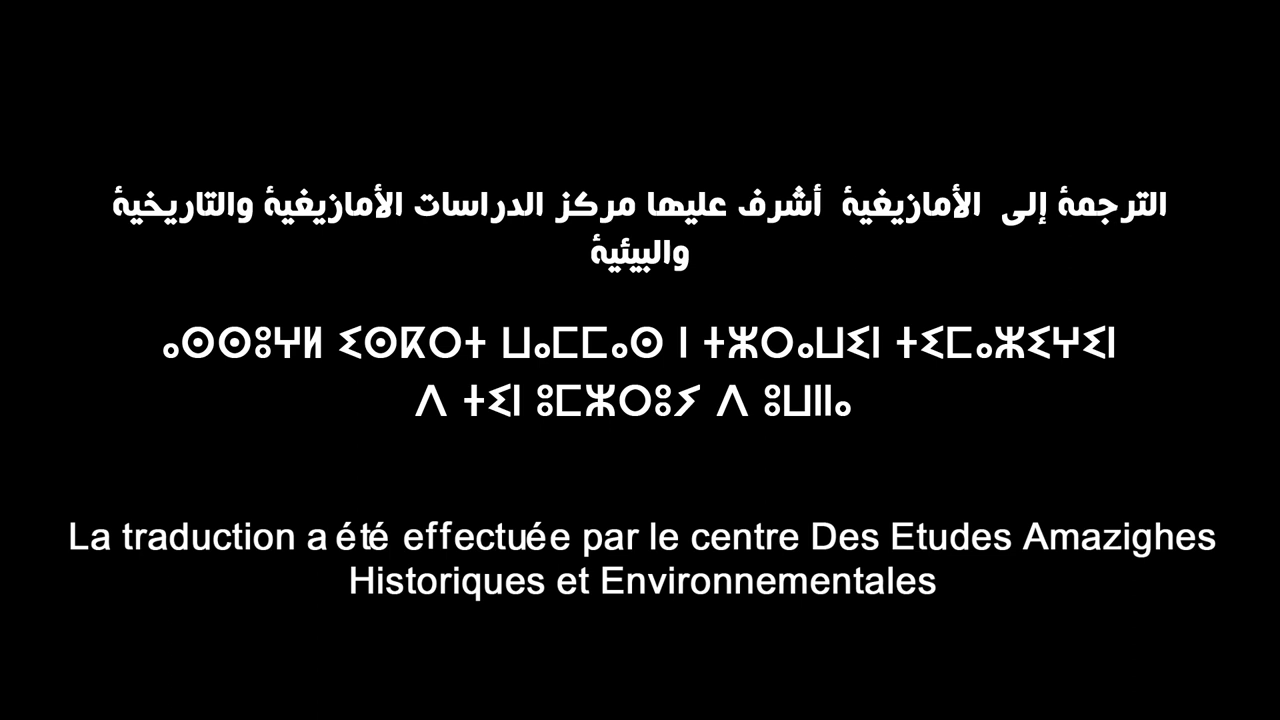 الترجمة إلى الأمازيغية أشرف عليها مركز الدراسات الأمازيغية والتاريخية
والبيئية
ⴰⵙⵙⵓⵖⵍ ⵉⵙⴽⵔⵜ ⵡⴰⵎⵎⴰⵙ ⵏ ⵜⵣⵔⴰⵡⵉⵏ ⵜⵉⵎⴰⵣⵉⵖⵉⵏ
ⴷ ⵜⵉⵏ ⵓⵎⵣⵔⵓⵢ ⴷ ⵓⵡⵏⵏⴰ
La traduction a été effectuée par le centre Des Etudes Amazighes
Historiques et Environnementales